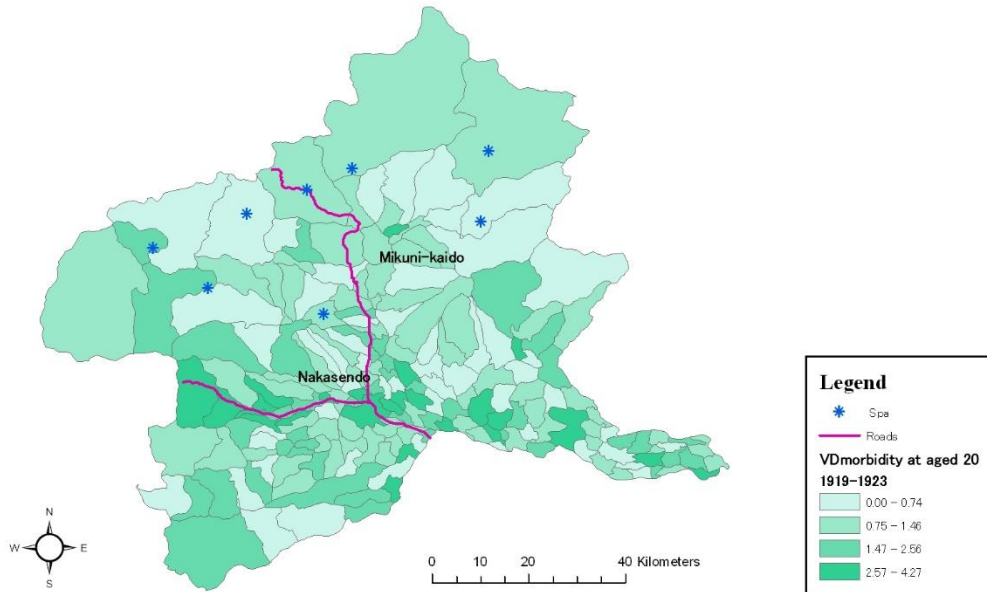 Mikuni-kaido
Nakasendo
N
W
E
S
0
10
20
40 Kilometers
Legend
Spa
Roads
VDmorbidity at aged 20
1919-1923
0.00 - 0.74
0.75 - 1.46
1.47 - 2.56
2.57 - 4.27